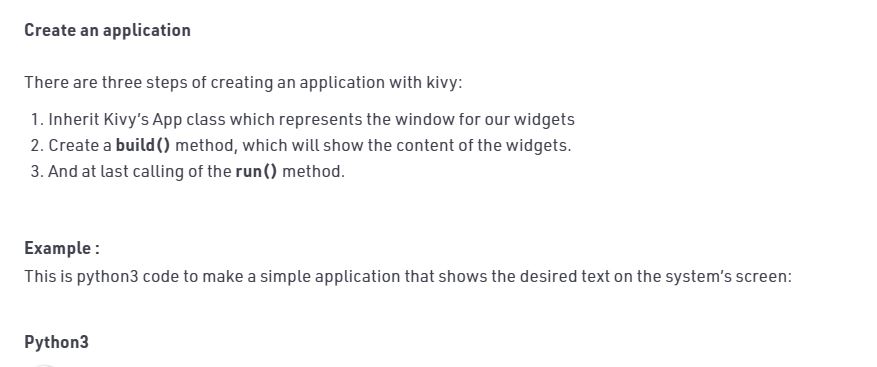 Create an application
There are three steps of creating an application with kivy:
1. Inherit Kivy's App class which represents the window for our widgets
2. Create a build() method, which will show the content of the widgets.
3. And at last calling of the run() method.
Example :
This is python3 code to make a simple application that shows the desired text on the system's screen:
Python3